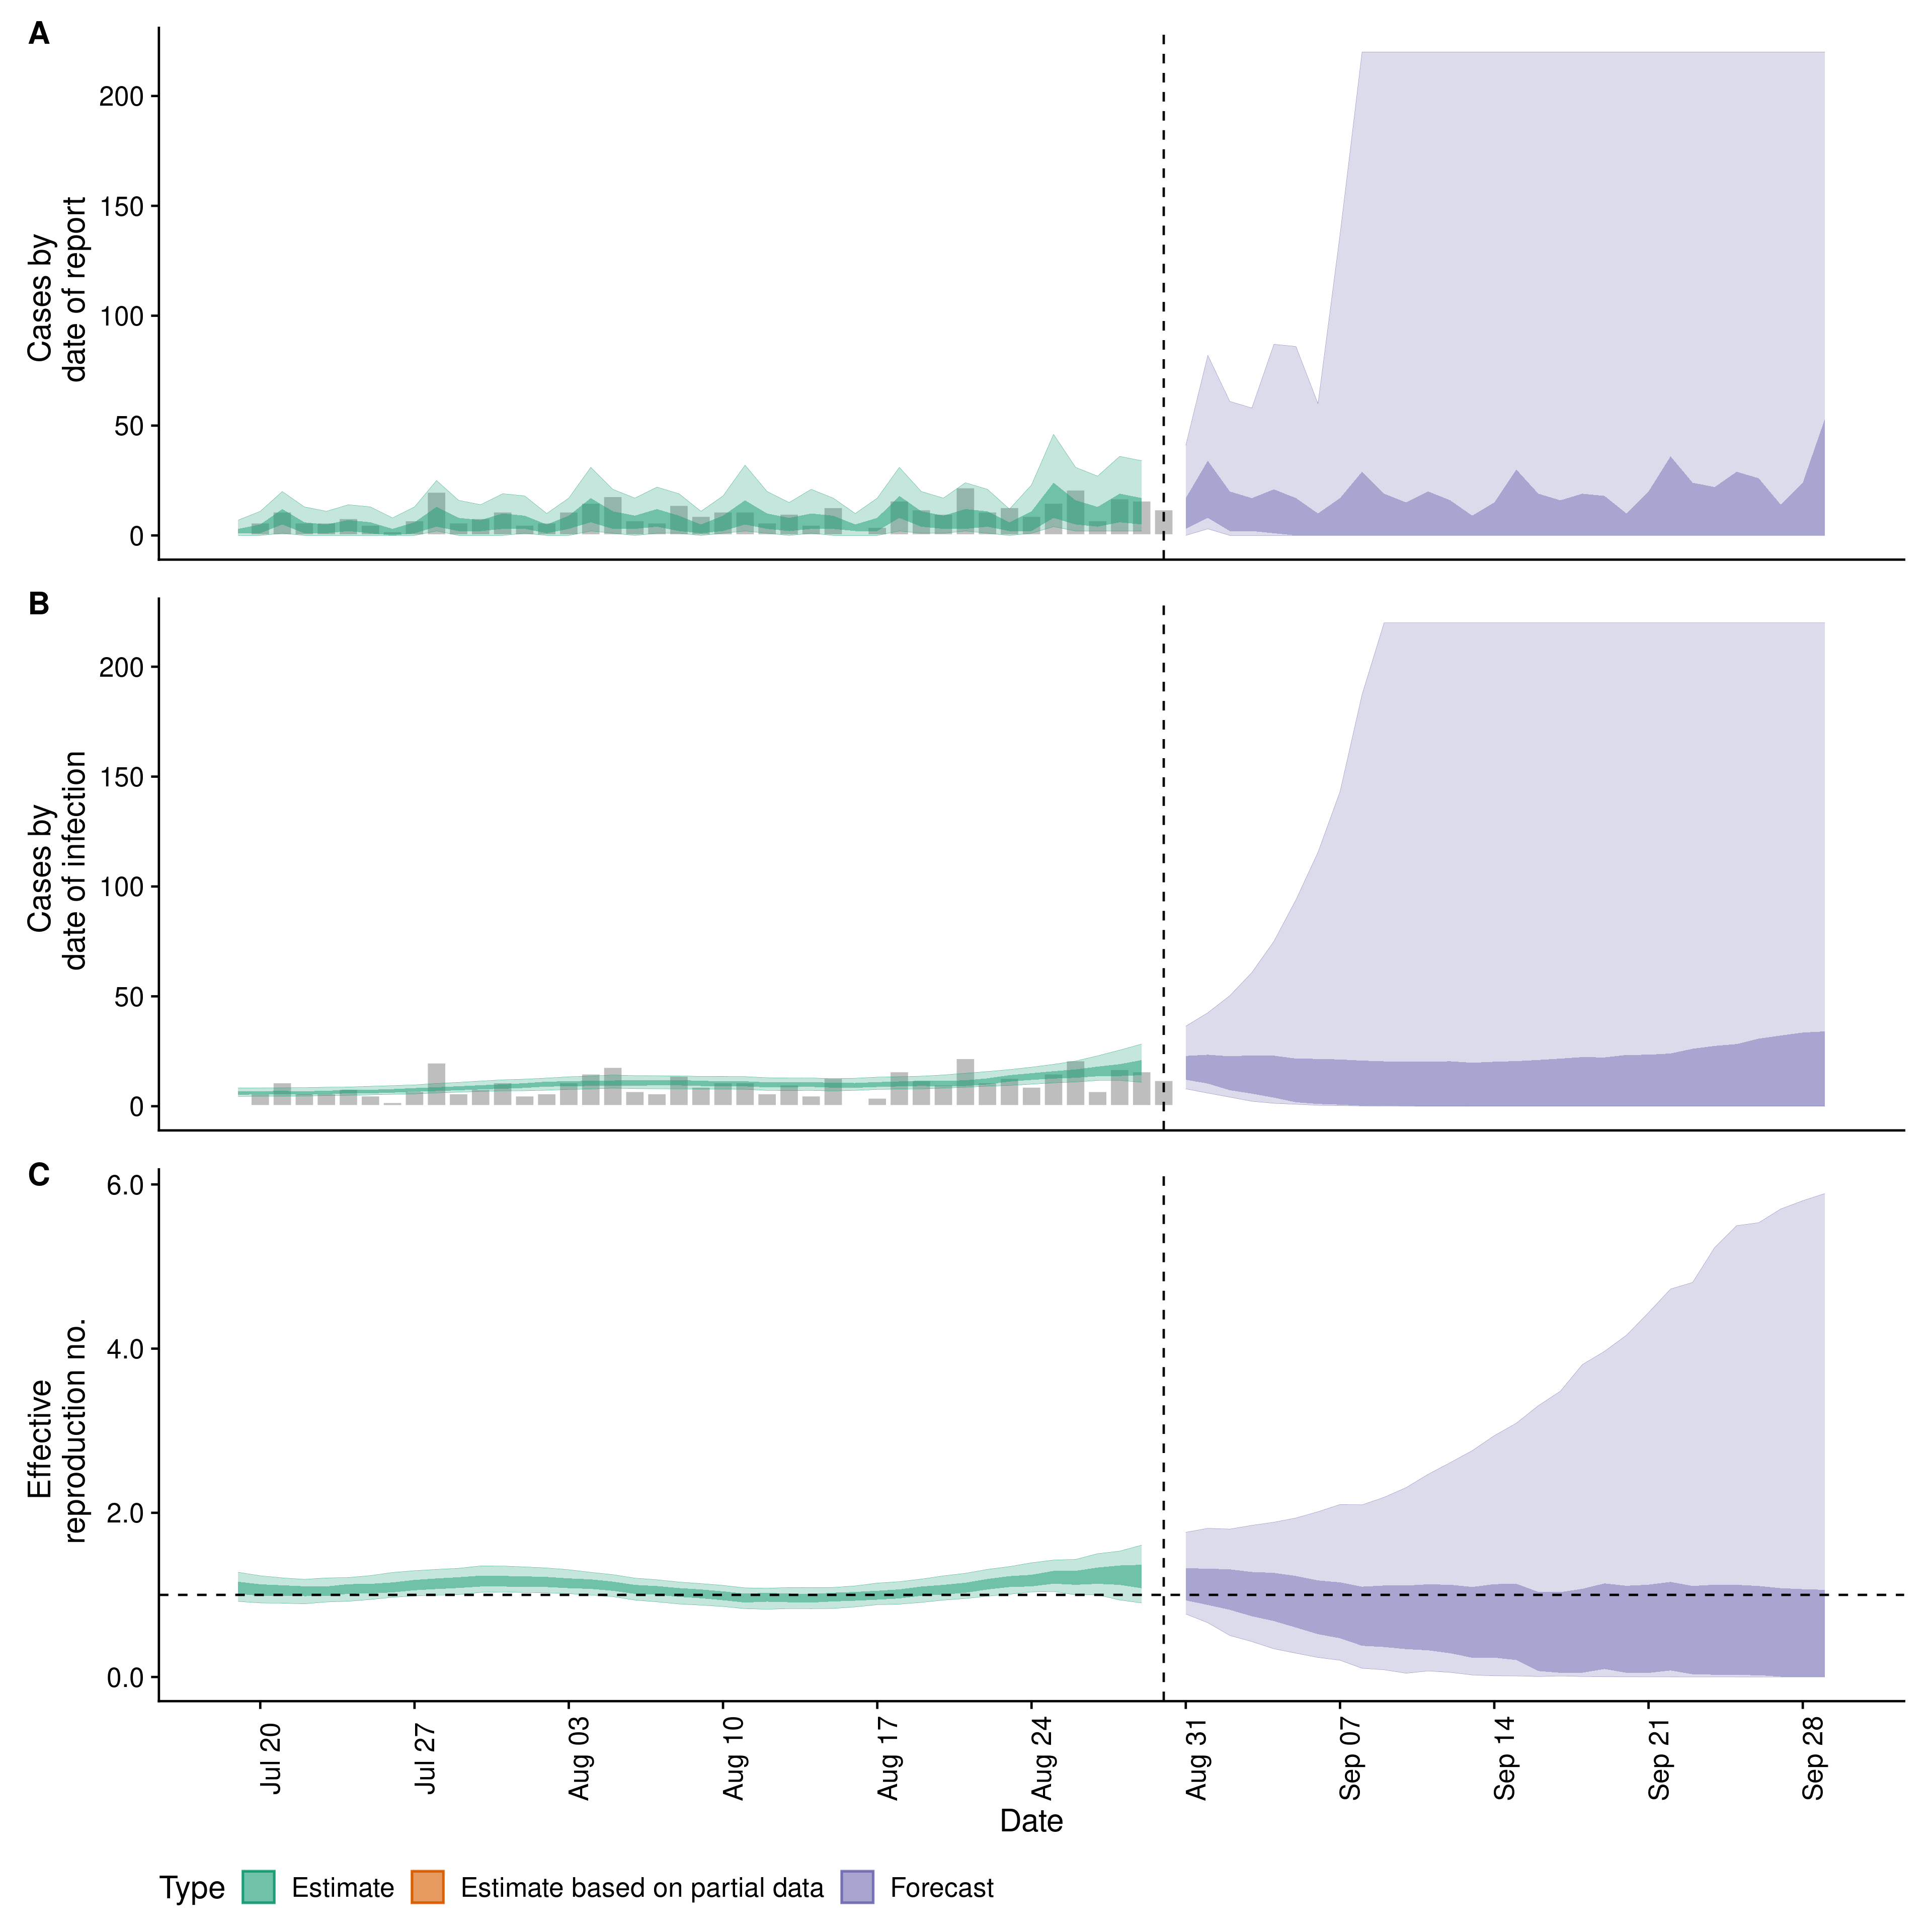 A
Cases by
date of report
200
150
100
50
0
B
Cases by
date of infection
200
150
100
50
0
C
Effective
reproduction no.
6.0
4.0
2.0
0.0
Jul 20
Jul 27
Aug 03
Aug 10
Aug 17
Aug 24
Aug 31
Sep 07
Sep 14
Sep 21
Sep 28
Date
Type Estimate Estimate based on partial data Forecast